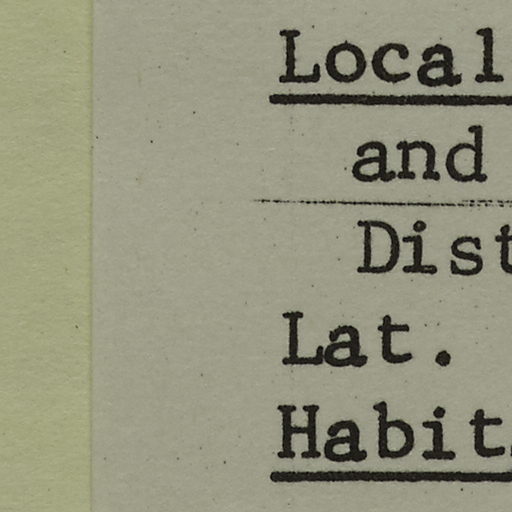 Local
and
Dist
Lat.
Habit